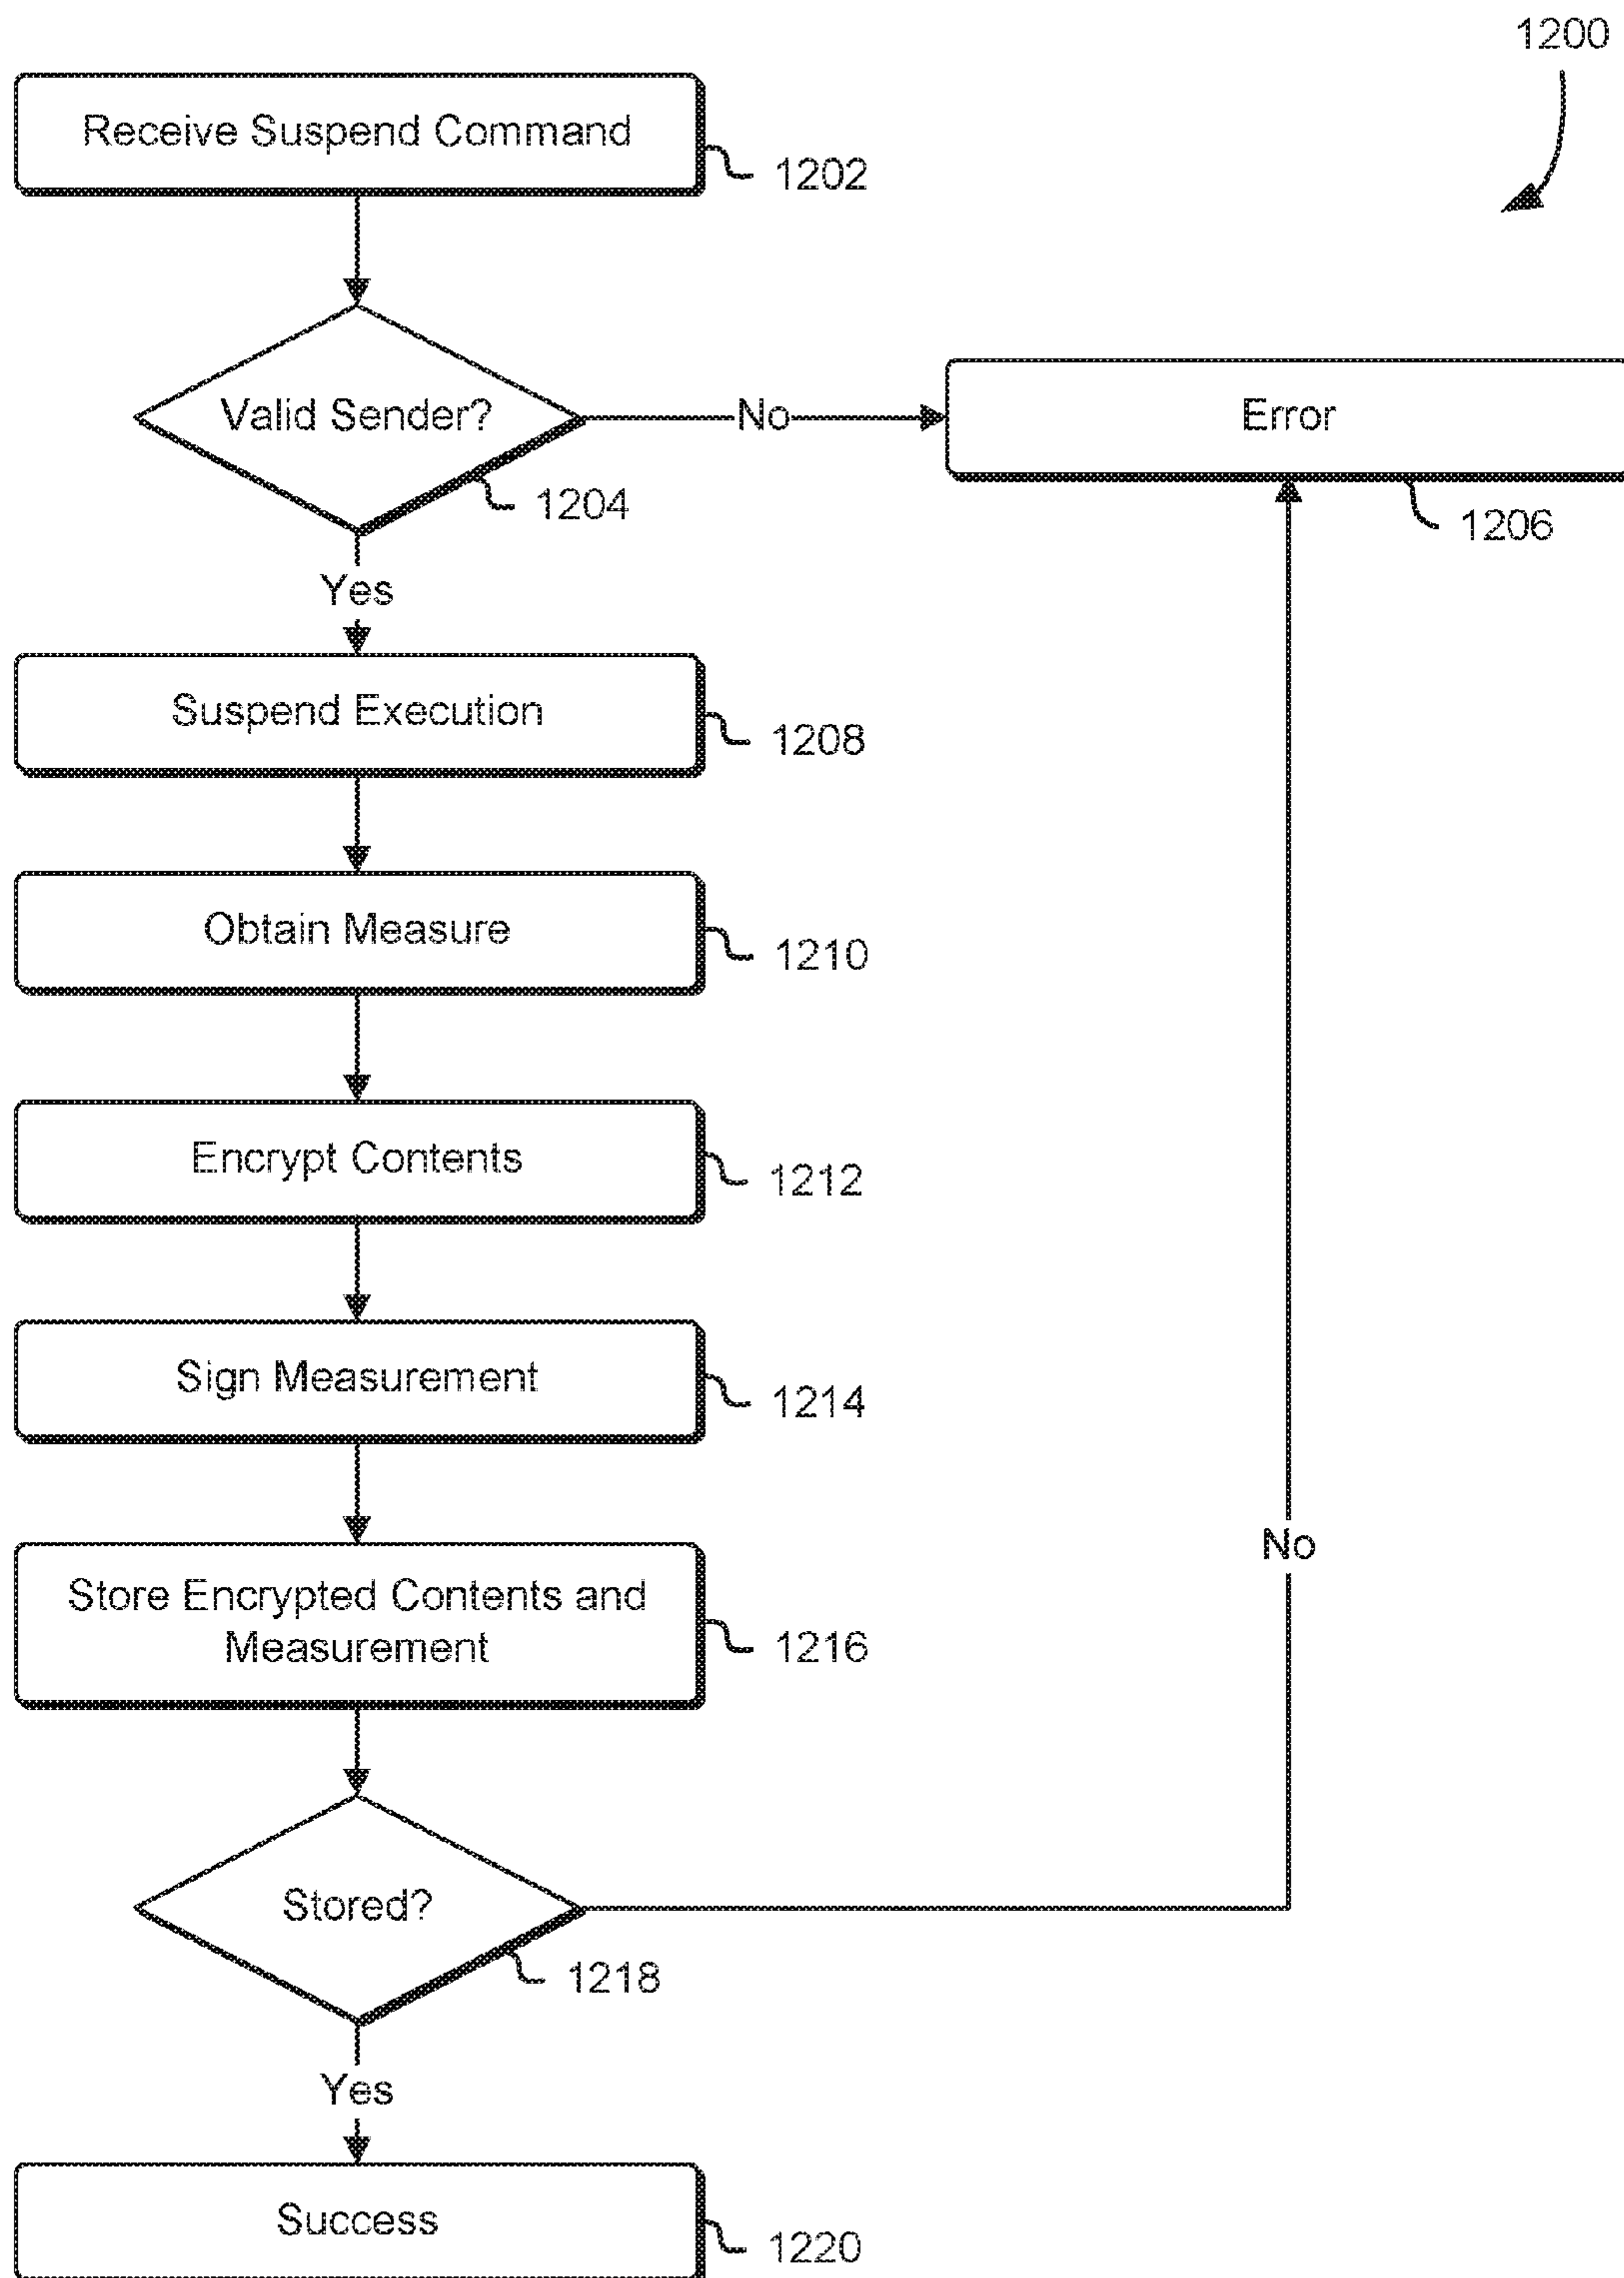 1200
Receive Suspend Command
1202
Valid Sender?
No
Error
1204
1206
Yes
Suspend Execution
1208
Obtain Measure
1210
Encrypt Contents
1212
Sign Measurement
1214
No
Store Encrypted Contents and
Measurement
1216
Stored?
1218
Yes
Success
1220